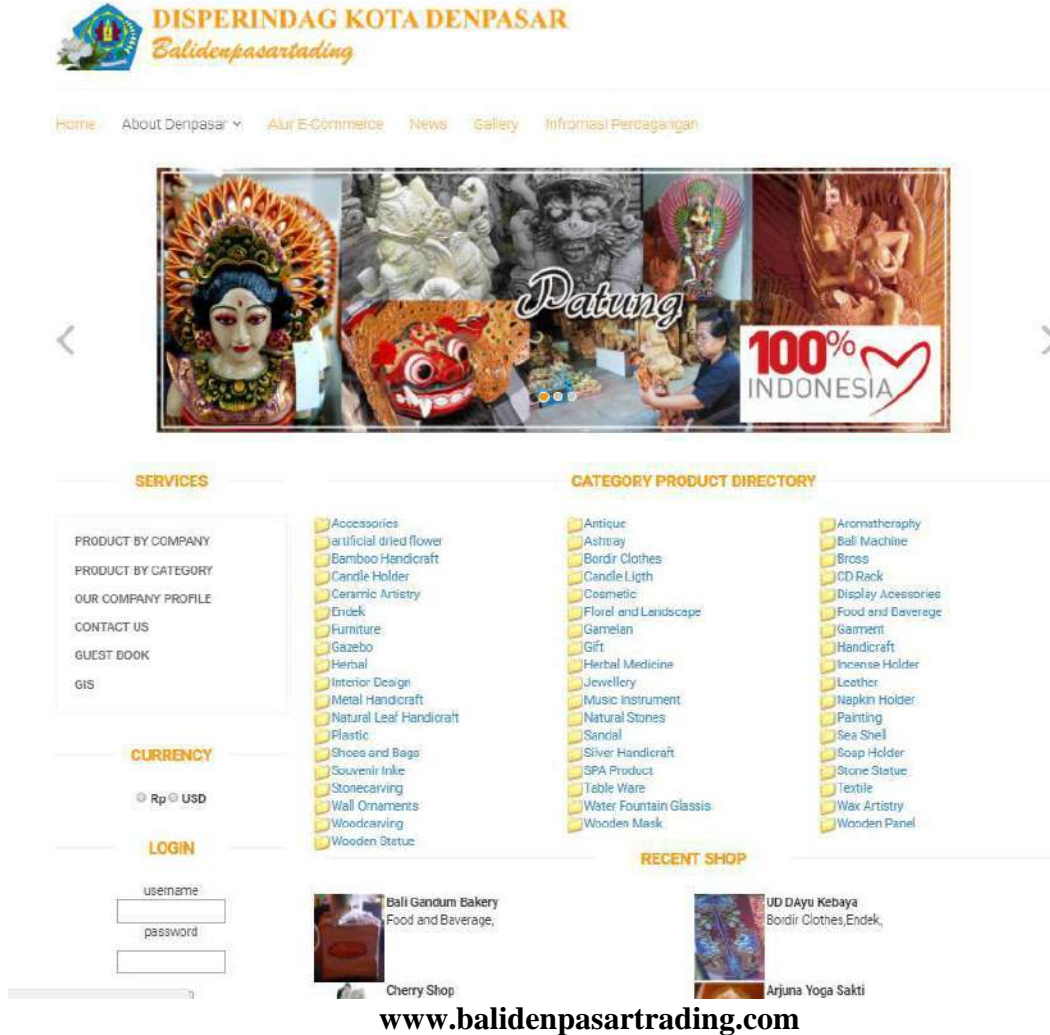 DISPERINDAG KOTA DENPASAR
Balidenpasartading
Home About Denpasar Alur E-Commerce News Gallery Infromasi Perdagangan
Patung
100%
INDONESIA
SERVICES
PRODUCT BY COMPANY
PRODUCT BY CATEGORY
OUR COMPANY PROFILE
CONTACT US
GUEST BOOK
GIS
CURRENCY
Rp USD
LOGIN
username
password
CATEGORY PRODUCT DIRECTORY
Accessories
artificial dried flower
Bamboo Handicraft
Candle Holder
Ceramic Artistry
Endek
Furniture
Gazebo
Herbal
Interior Design
Metal Handicraft
Natural Leaf Handicraft
Plastic
Shoes and Bags
Souvenir Inke
Stonecarving
Wall Ornaments
Woodcarving
Wooden Statue
Antique
Ashtray
Bordir Clothes
Candle Ligth
Cosmetic
Floral and Landscape
Gamelan
Gift
Herbal Medicine
Jewellery
Music Instrument
Natural Stones
Sandal
Silver Handicraft
SPA Product
Table Ware
Water Fountain Glassis
Wooden Mask
Aromatheraphy
Bali Machine
Bross
CD Rack
Display Acessories
Food and Baverage
Garment
Handicraft
Incense Holder
Leather
Napkin Holder
Painting
Sea Shell
Soap Holder
Stone Statue
Textile
Wax Artistry
Wooden Panel
RECENT SHOP
Bali Gandum Bakery
Food and Baverage,
UD DAyu Kebaya
Bordir Clothes,Endek,
Cherry Shop
Arjuna Yoga Sakti
www.balidenpasartrading.com